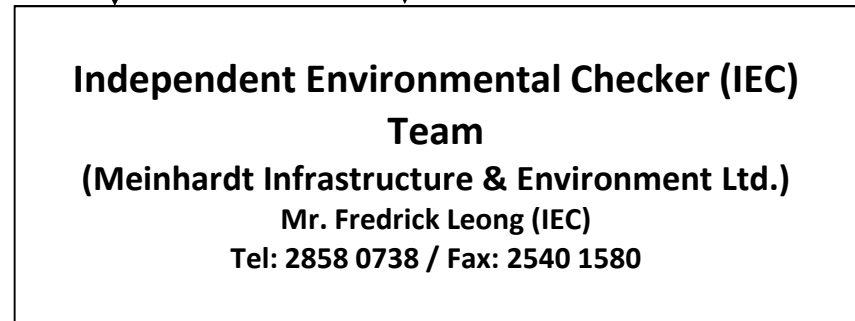 Independent Environmental Checker (IEC)
Team
(Meinhardt Infrastructure & Environment Ltd.)
Mr. Fredrick Leong (IEC)
Tel: 2858 0738 / Fax: 2540 1580